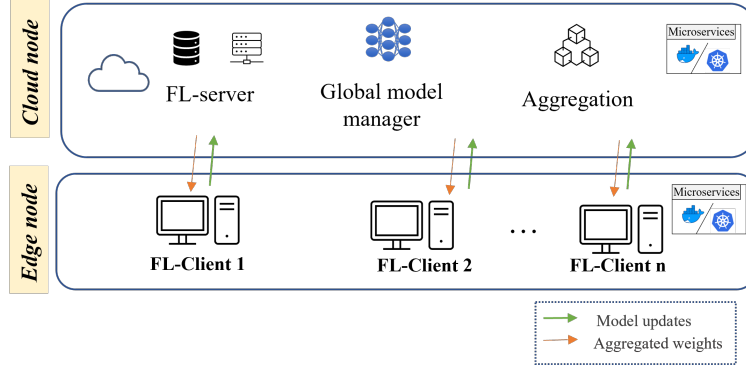 Cloud node
Microservices
FL-server
Global model
manager
Aggregation
Edge node
Microservices
FL-Client 1
FL-Client 2
...
FL-Client n
Model updates
Aggregated weights